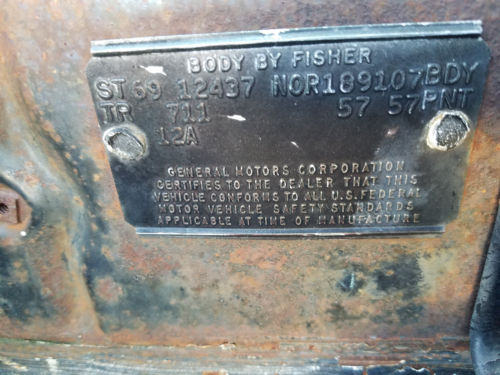 BODY BY FISHER
ST 69 12437 NOR189107 BDY
TR 711 57 57 PNT
12A
GENERAL MOTORS CORPORATION
CERTIFIES TO THE DEALER THAT THIS
VEHICLE CONFORMS TO ALL U.S. FEDERAL
MOTOR VEHICLE SAFETY STANDARDS
APPLICABLE AT TIME OF MANUFACTURE